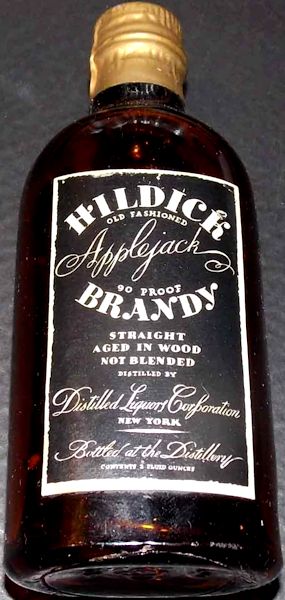 HILDICK
OLD FASHIONED
Applejack
90 PROOF
BRANDY
STRAIGHT
AGED IN WOOD
NOT BLENDED
DISTILLED BY
Distilled Liquors Corporation
NEW YORK
Bottled at the Distillery
CONTENTS 2 FLUID OUNCES